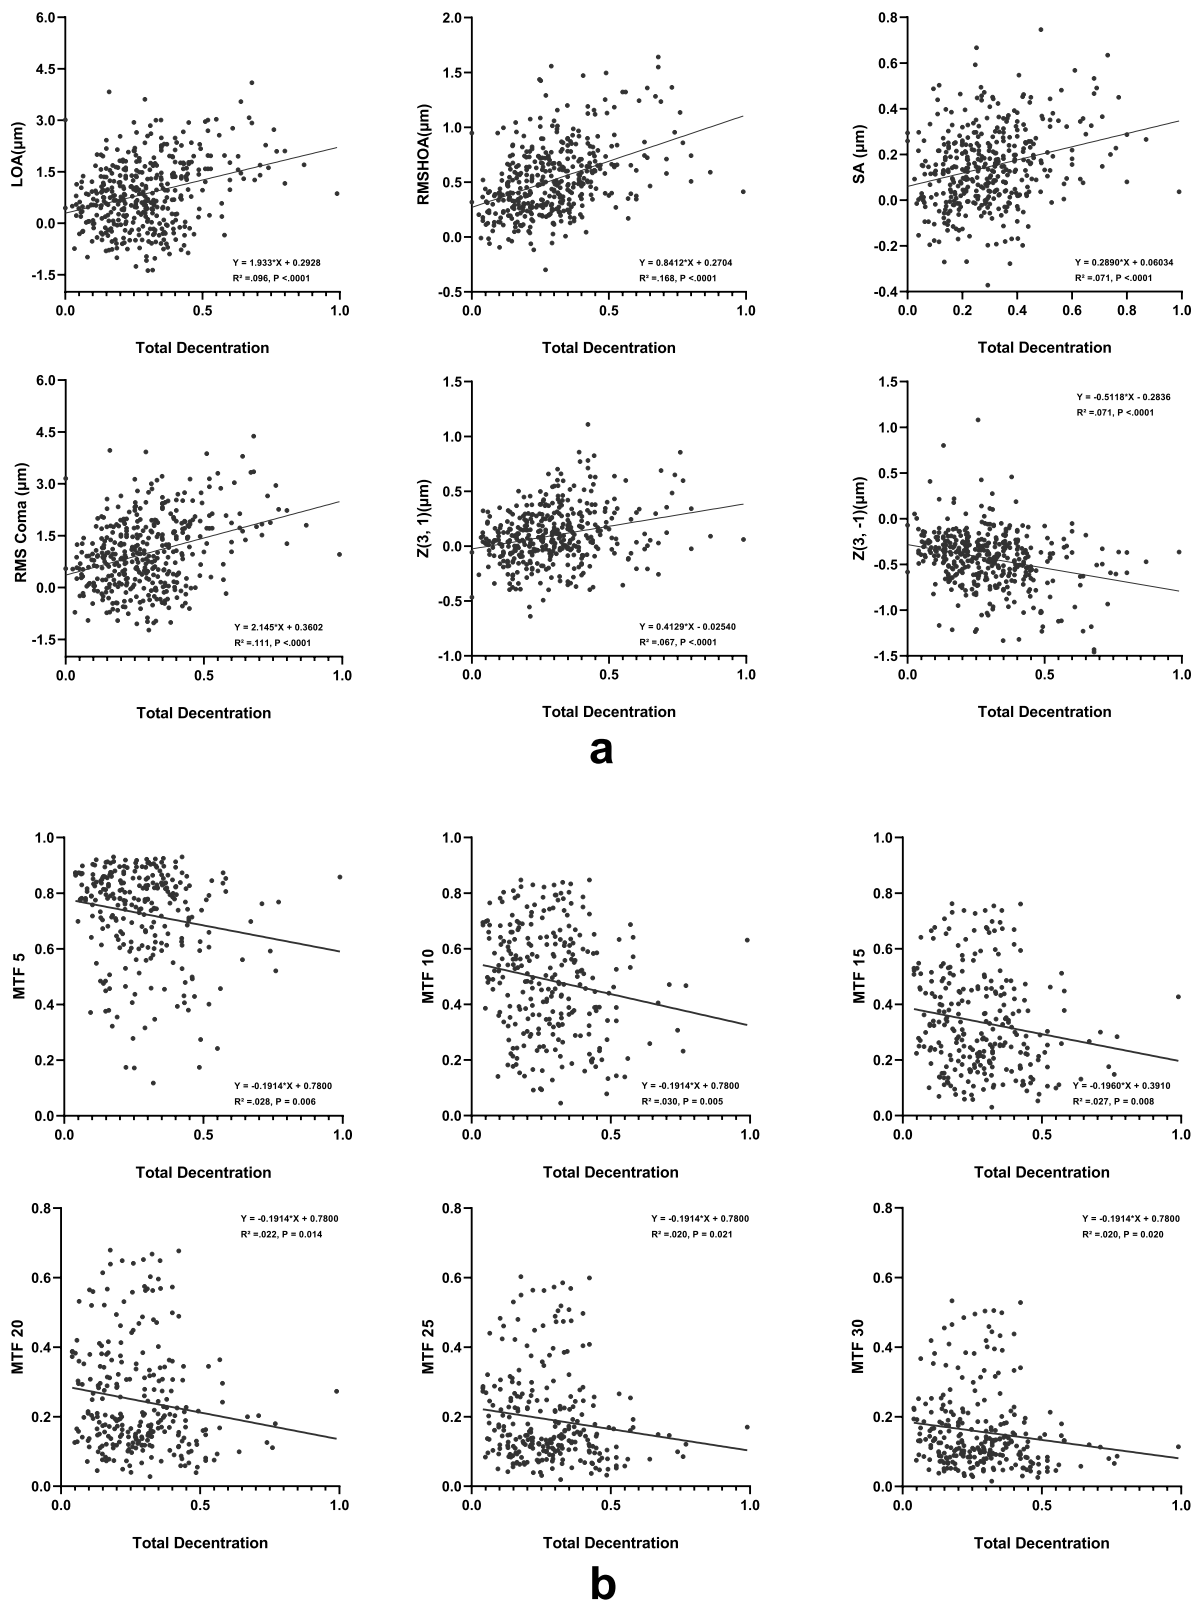 6.0
4.5
3.0
1.5
0.0
-1.5
LOA(μm)
Y = 1.933*X + 0.2928
R² =.096, P <.0001
0.0 0.5 1.0
Total Decentration
2.0
1.5
1.0
0.5
0.0
-0.5
RMSHOA(μm)
Y = 0.8412*X + 0.2704
R² =.168, P <.0001
0.0 0.5 1.0
Total Decentration
0.8
0.6
0.4
0.2
0.0
-0.2
-0.4
SA (μm)
Y = 0.2890*X + 0.06034
R² =.071, P <.0001
0.0 0.2 0.4 0.6 0.8 1.0
Total Decentration
6.0
4.5
3.0
1.5
0.0
-1.5
RMS Coma (μm)
Y = 2.145*X + 0.3602
R² =.111, P <.0001
0.0 0.5 1.0
Total Decentration
1.5
1.0
0.5
0.0
-0.5
-1.0
Z(3, 1)(μm)
Y = 0.4129*X - 0.02540
R² =.067, P <.0001
0.0 0.5 1.0
Total Decentration
1.5
1.0
0.5
0.0
-0.5
-1.0
-1.5
Z(3, -1)(μm)
Y = -0.5118*X - 0.2836
R² =.071, P <.0001
0.0 0.5 1.0
Total Decentration
a
1.0
0.8
0.6
0.4
0.2
0.0
MTF 5
Y = -0.1914*X + 0.7800
R² =.028, P = 0.006
0.0 0.5 1.0
Total Decentration
1.0
0.8
0.6
0.4
0.2
0.0
MTF 10
Y = -0.1914*X + 0.7800
R² =.030, P = 0.005
0.0 0.5 1.0
Total Decentration
1.0
0.8
0.6
0.4
0.2
0.0
MTF 15
Y = -0.1960*X + 0.3910
R² =.027, P = 0.008
0.0 0.5 1.0
Total Decentration
0.8
0.6
0.4
0.2
0.0
MTF 20
Y = -0.1914*X + 0.7800
R² =.022, P = 0.014
0.0 0.5 1.0
Total Decentration
0.8
0.6
0.4
0.2
0.0
MTF 25
Y = -0.1914*X + 0.7800
R² =.020, P = 0.021
0.0 0.5 1.0
Total Decentration
0.8
0.6
0.4
0.2
0.0
MTF 30
Y = -0.1914*X + 0.7800
R² =.020, P = 0.020
0.0 0.5 1.0
Total Decentration
b